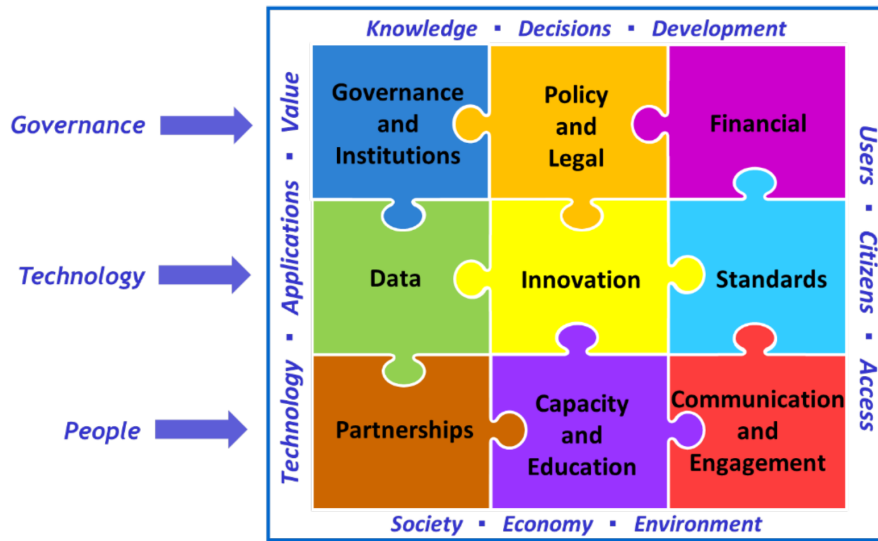 Knowledge ▪ Decisions ▪ Development
Governance
Technology
People
Technology ▪ Applications ▪ Value
Governance
and
Institutions
Policy
and
Legal
Financial
Data
Innovation
Standards
Partnerships
Capacity
and
Education
Communication
and
Engagement
Users ▪ Citizens ▪ Access
Society ▪ Economy ▪ Environment